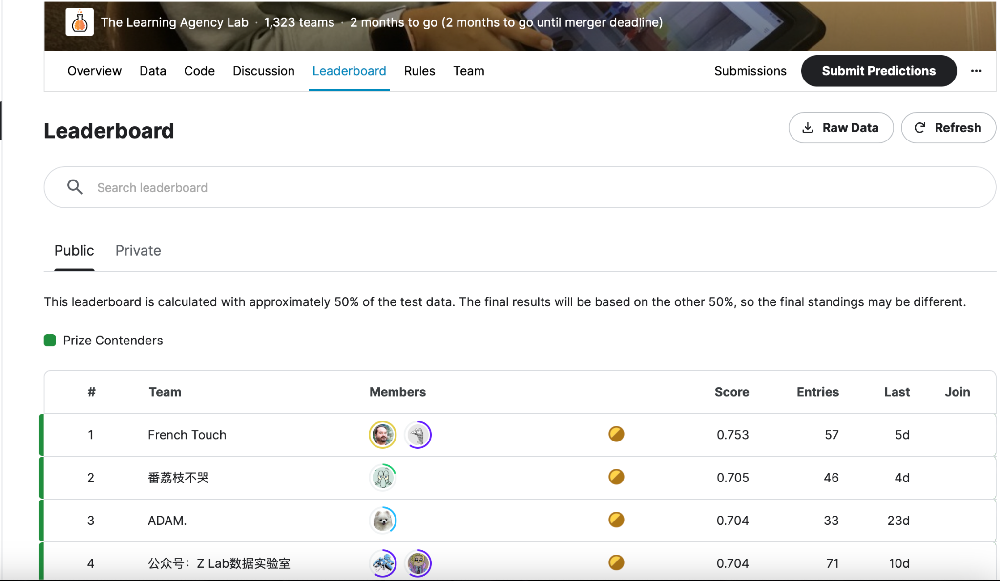 The Learning Agency Lab · 1,323 teams · 2 months to go (2 months to go until merger deadline)
Overview Data Code Discussion Leaderboard Rules Team Submissions Submit Predictions ...
Leaderboard Raw Data Refresh
Search leaderboard
Public Private
This leaderboard is calculated with approximately 50% of the test data. The final results will be based on the other 50%, so the final standings may be different.
Prize Contenders
# Team Members Score Entries Last Join
1 French Touch 0.753 57 5d
2 番荔枝不哭 0.705 46 4d
3 ADAM. 0.704 33 23d
4 公众号：Z Lab数据实验室 0.704 71 10d